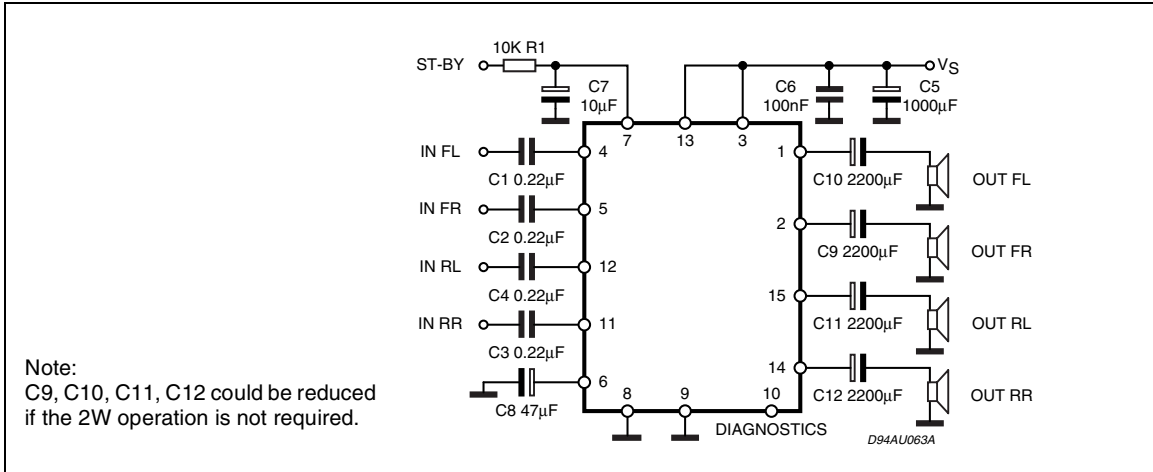 10K R1
ST-BY
C7
10μF
C6
100nF
VS
C5
1000μF
7
13
3
IN FL
C1 0.22μF
4
IN FR
C2 0.22μF
5
IN RL
C4 0.22μF
12
IN RR
C3 0.22μF
11
C8 47μF
6
8
9
10
DIAGNOSTICS
1
C10 2200μF
OUT FL
2
C9 2200μF
OUT FR
15
C11 2200μF
OUT RL
14
C12 2200μF
OUT RR
D94AU063A
Note:
C9, C10, C11, C12 could be reduced
if the 2W operation is not required.